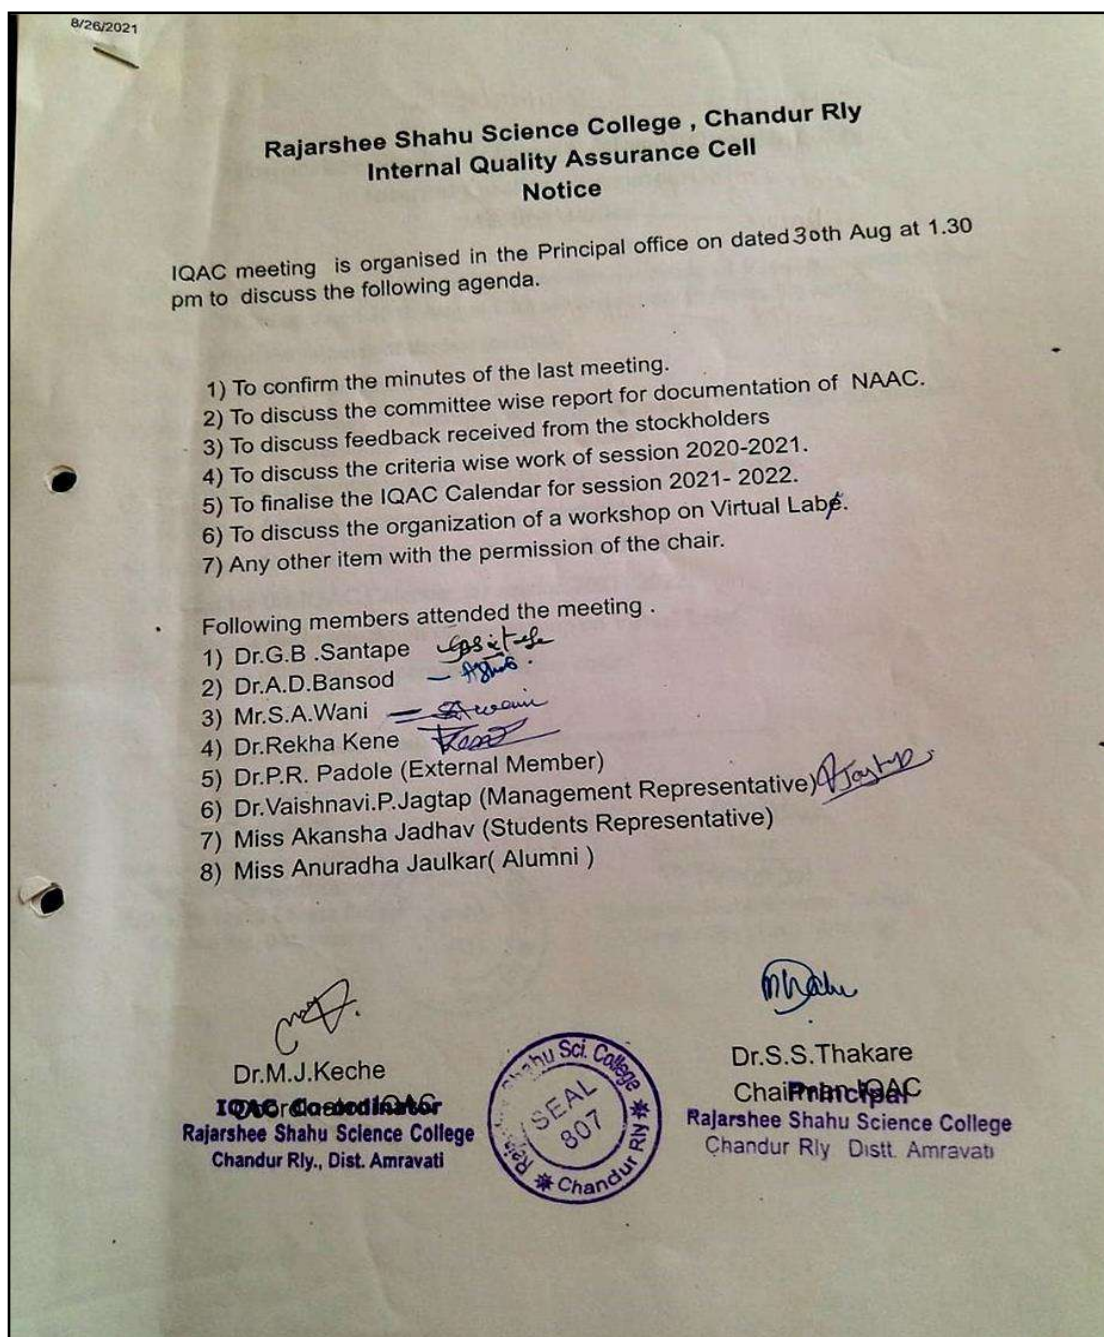 8/26/2021
Rajarshee Shahu Science College , Chandur Rly
Internal Quality Assurance Cell
Notice
IQAC meeting is organised in the Principal office on dated 30th Aug at 1.30
pm to discuss the following agenda.
1) To confirm the minutes of the last meeting.
2) To discuss the committee wise report for documentation of NAAC.
3) To discuss feedback received from the stockholders
4) To discuss the criteria wise work of session 2020-2021.
5) To finalise the IQAC Calendar for session 2021- 2022.
6) To discuss the organization of a workshop on Virtual Lab.
7) Any other item with the permission of the chair.
Following members attended the meeting .
1) Dr.G.B .Santape
2) Dr.A.D.Bansod
3) Mr.S.A.Wani
4) Dr.Rekha Kene
5) Dr.P.R. Padole (External Member)
6) Dr.Vaishnavi.P.Jagtap (Management Representative) Jagtap
7) Miss Akansha Jadhav (Students Representative)
8) Miss Anuradha Jaulkar( Alumni )
Dr.M.J.Keche
IQAC Co-ordinator
Rajarshee Shahu Science College
Chandur Rly., Dist. Amravati
Shahu Sci. College
SEAL
807
Chandur Rly
Dr.S.S.Thakare
Principal
Rajarshee Shahu Science College
Chandur Rly Distt. Amravati